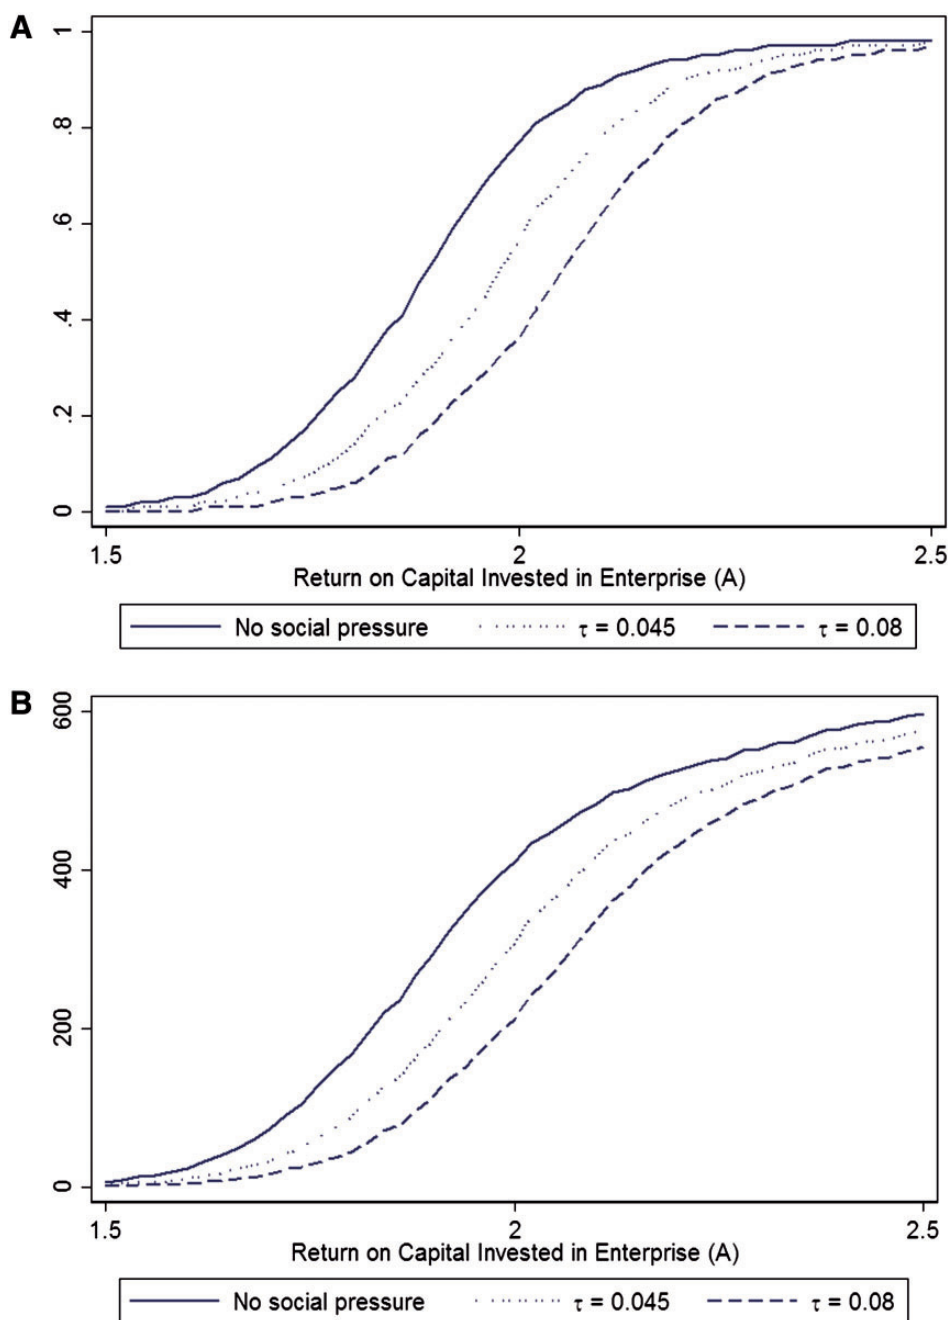 A
1
.8
.6
.4
.2
0
1.5 2 2.5
Return on Capital Invested in Enterprise (A)
No social pressure τ = 0.045 τ = 0.08
B
600
400
200
0
1.5 2 2.5
Return on Capital Invested in Enterprise (A)
No social pressure τ = 0.045 τ = 0.08